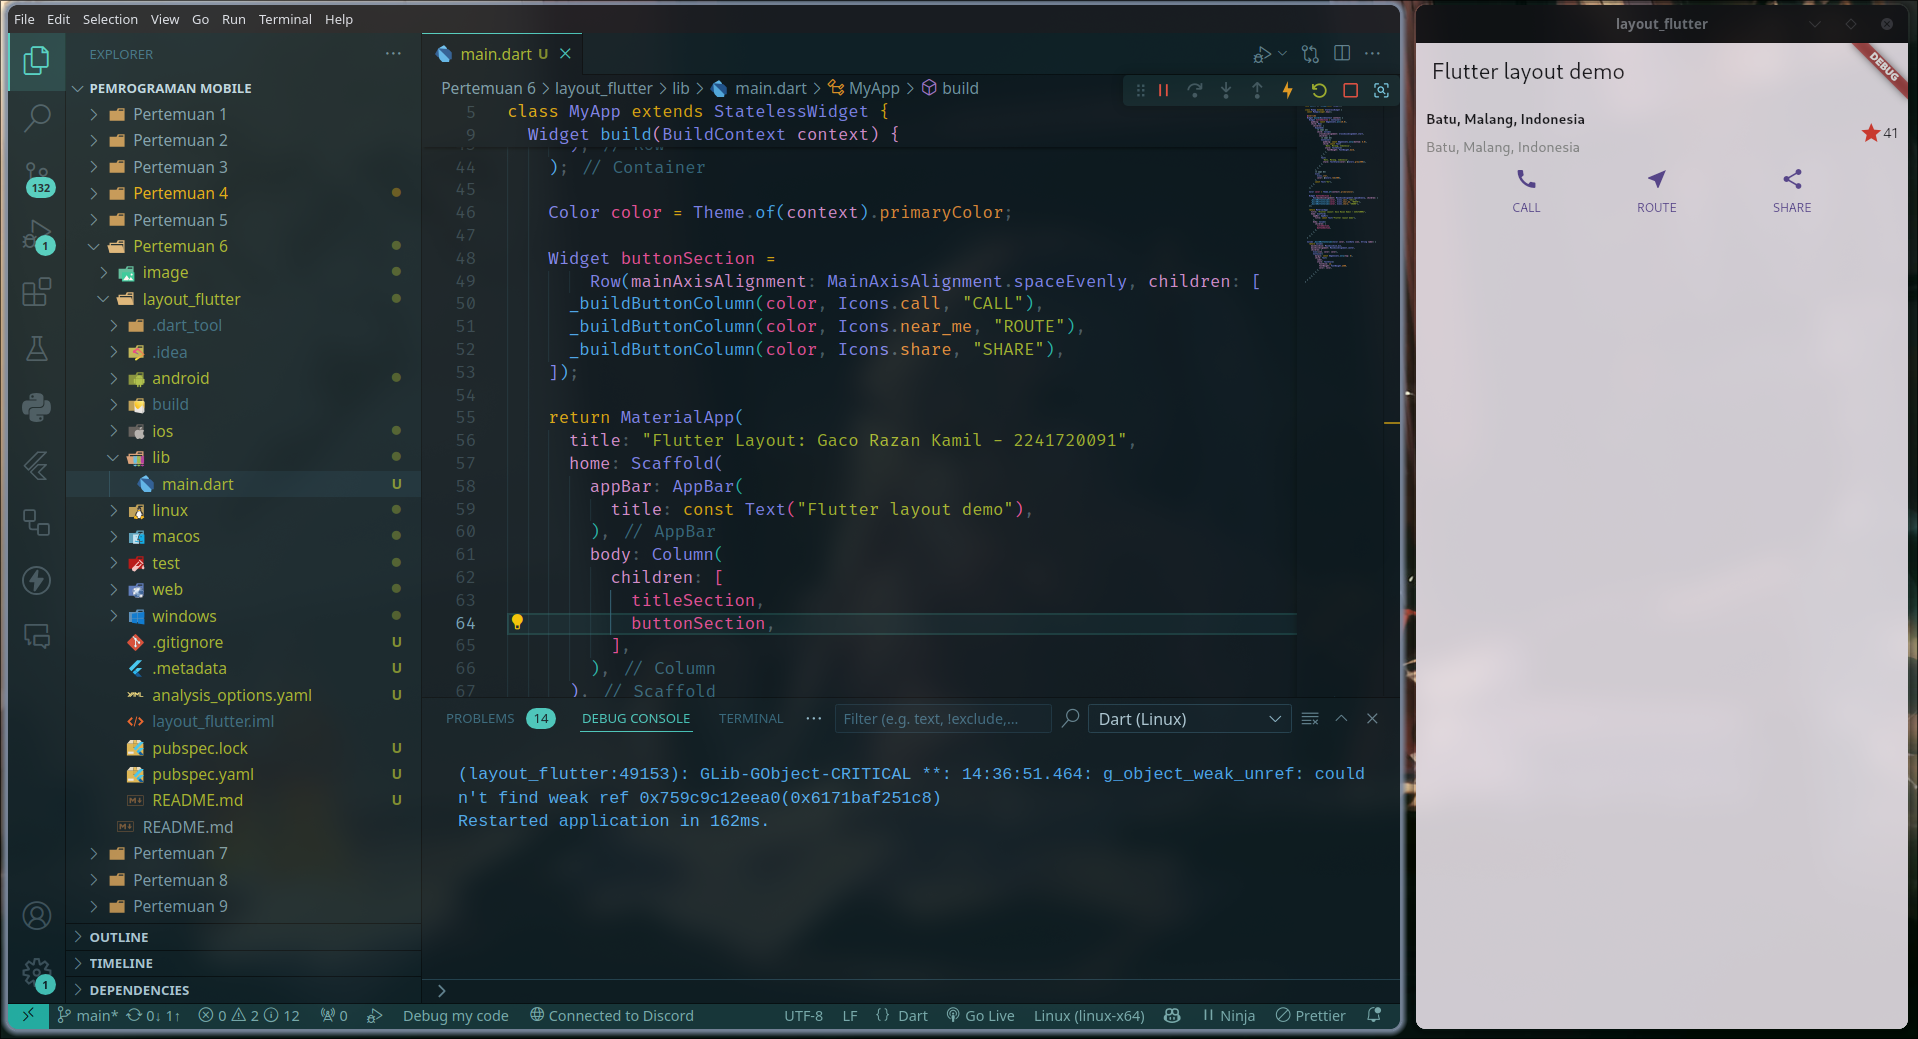 File Edit Selection View Go Run Terminal Help
EXPLORER
PEMROGRAMAN MOBILE
Pertemuan 1
Pertemuan 2
Pertemuan 3
Pertemuan 4
Pertemuan 5
Pertemuan 6
image
layout_flutter
.dart_tool
.idea
android
build
ios
lib
main.dart U
linux
macos
test
web
windows
.gitignore U
.metadata U
analysis_options.yaml U
layout_flutter.iml
pubspec.lock U
pubspec.yaml U
README.md U
README.md
Pertemuan 7
Pertemuan 8
Pertemuan 9
OUTLINE
TIMELINE
DEPENDENCIES
132
1
1
main.dart U
Pertemuan 6 > layout_flutter > lib > main.dart > MyApp > build
5 class MyApp extends StatelessWidget {
9 Widget build(BuildContext context) {
44 ); // Container
45
46 Color color = Theme.of(context).primaryColor;
47
48 Widget buttonSection =
49 Row(mainAxisAlignment: MainAxisAlignment.spaceEvenly, children: [
50 _buildButtonColumn(color, Icons.call, "CALL"),
51 _buildButtonColumn(color, Icons.near_me, "ROUTE"),
52 _buildButtonColumn(color, Icons.share, "SHARE"),
53 ]);
54
55 return MaterialApp(
56 title: "Flutter Layout: Gaco Razan Kamil - 2241720091",
57 home: Scaffold(
58 appBar: AppBar(
59 title: const Text("Flutter layout demo"),
60 ), // AppBar
61 body: Column(
62 children: [
63 titleSection,
64 buttonSection,
65 ],
66 ), // Column
67 ), // Scaffold
PROBLEMS 14 DEBUG CONSOLE TERMINAL ··· Filter (e.g. text, !exclude,... Dart (Linux)
(layout_flutter:49153): GLib-GObject-CRITICAL **: 14:36:51.464: g_object_weak_unref: could
n't find weak ref 0x759c9c12eea0(0x6171baf251c8)
Restarted application in 162ms.
main* 0↓ 1↑ 0 2 12 0 Debug my code Connected to Discord UTF-8 LF {} Dart Go Live Linux (linux-x64) Ninja Prettier
layout_flutter
DEBUG
Flutter layout demo
Batu, Malang, Indonesia
Batu, Malang, Indonesia
41
CALL ROUTE SHARE